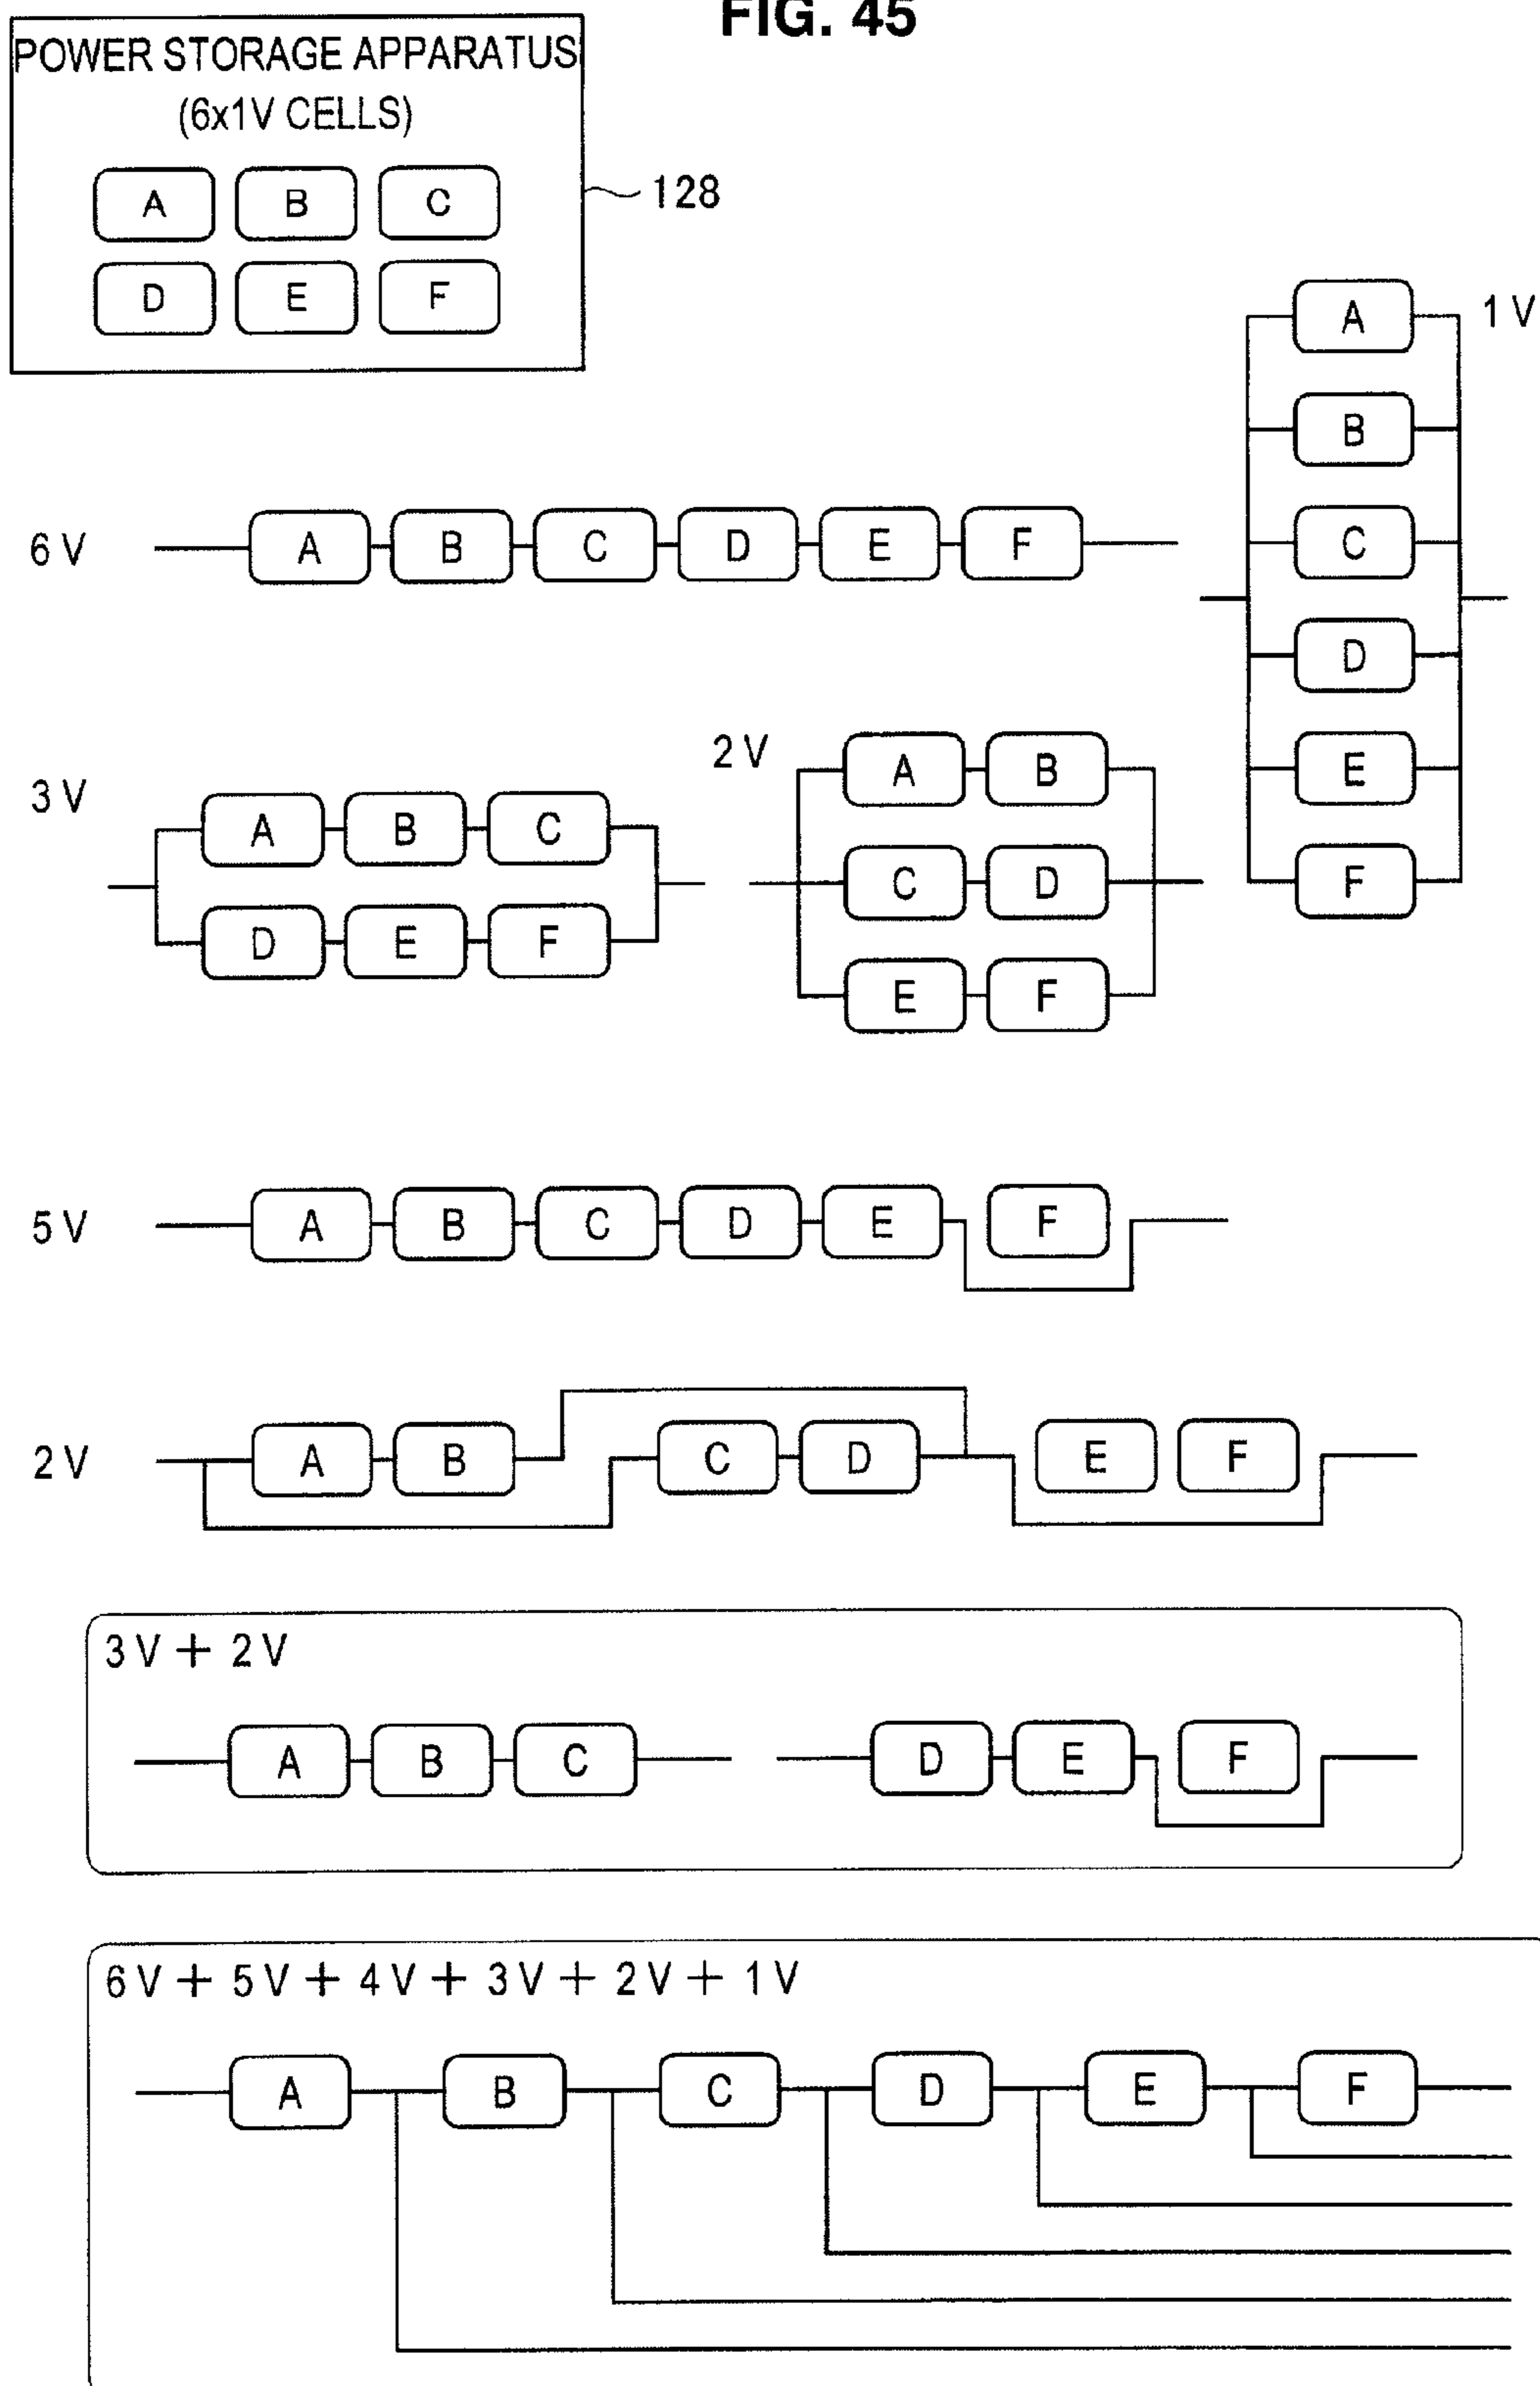 FIG. 45
POWER STORAGE APPARATUS
(6x1V CELLS)
A B C
D E F
128
1 V
A
B
C
D
E
F
6 V A B C D E F
3 V
A B C
D E F
2 V
A B
C D
E F
5 V A B C D E F
2 V A B C D E F
3 V + 2 V
A B C D E F
6 V + 5 V + 4 V + 3 V + 2 V + 1 V
A B C D E F